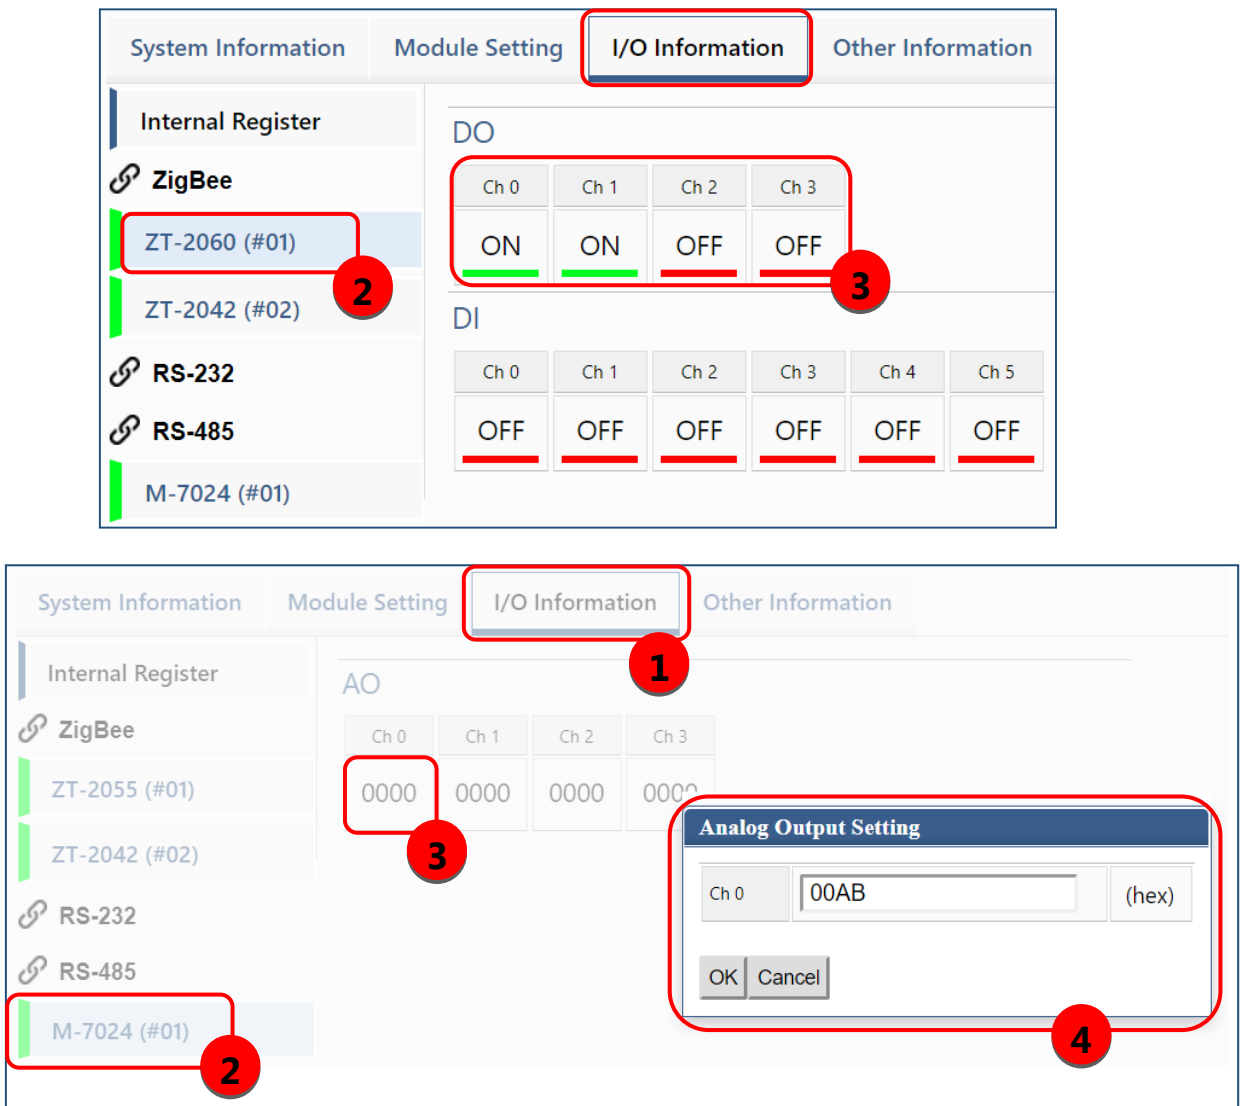 System Information Module Setting I/O Information Other Information
Internal Register
DO
ZigBee
Ch 0 Ch 1 Ch 2 Ch 3
ZT-2060 (#01)
ON ON OFF OFF
2
3
ZT-2042 (#02)
DI
RS-232
Ch 0 Ch 1 Ch 2 Ch 3 Ch 4 Ch 5
RS-485
OFF OFF OFF OFF OFF OFF
M-7024 (#01)
System Information Module Setting I/O Information Other Information
1
Internal Register
AO
ZigBee
Ch 0 Ch 1 Ch 2 Ch 3
ZT-2055 (#01)
0000 0000 0000 0000
3
Analog Output Setting
ZT-2042 (#02)
Ch 0 00AB (hex)
RS-232
RS-485
OK Cancel
M-7024 (#01)
2
4